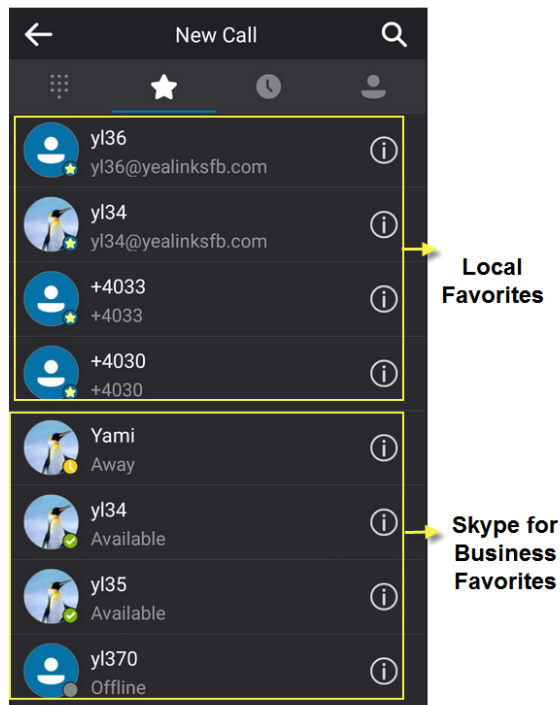 New Call
yl36
yl36@yealinksfb.com
yl34
yl34@yealinksfb.com
+4033
+4033
+4030
+4030
Local
Favorites
Yami
Away
yl34
Available
yl35
Available
yl370
Offline
Skype for
Business
Favorites